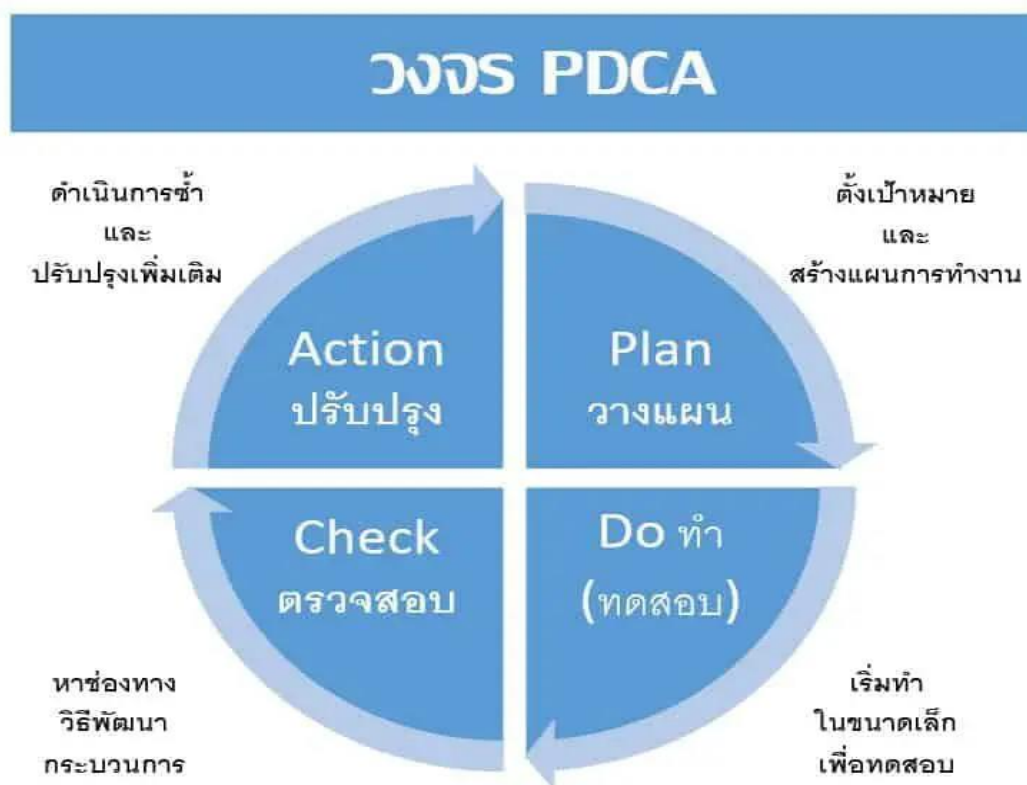 วงจร PDCA
ดำเนินการซ้ำ
และ
ปรับปรุงเพิ่มเติม
ตั้งเป้าหมาย
และ
สร้างแผนการทำงาน
Action
ปรับปรุง
Plan
วางแผน
Check
ตรวจสอบ
Do ทำ
(ทดสอบ)
หาช่องทาง
วิธีพัฒนา
กระบวนการ
เริ่มทำ
ในขนาดเล็ก
เพื่อทดสอบ